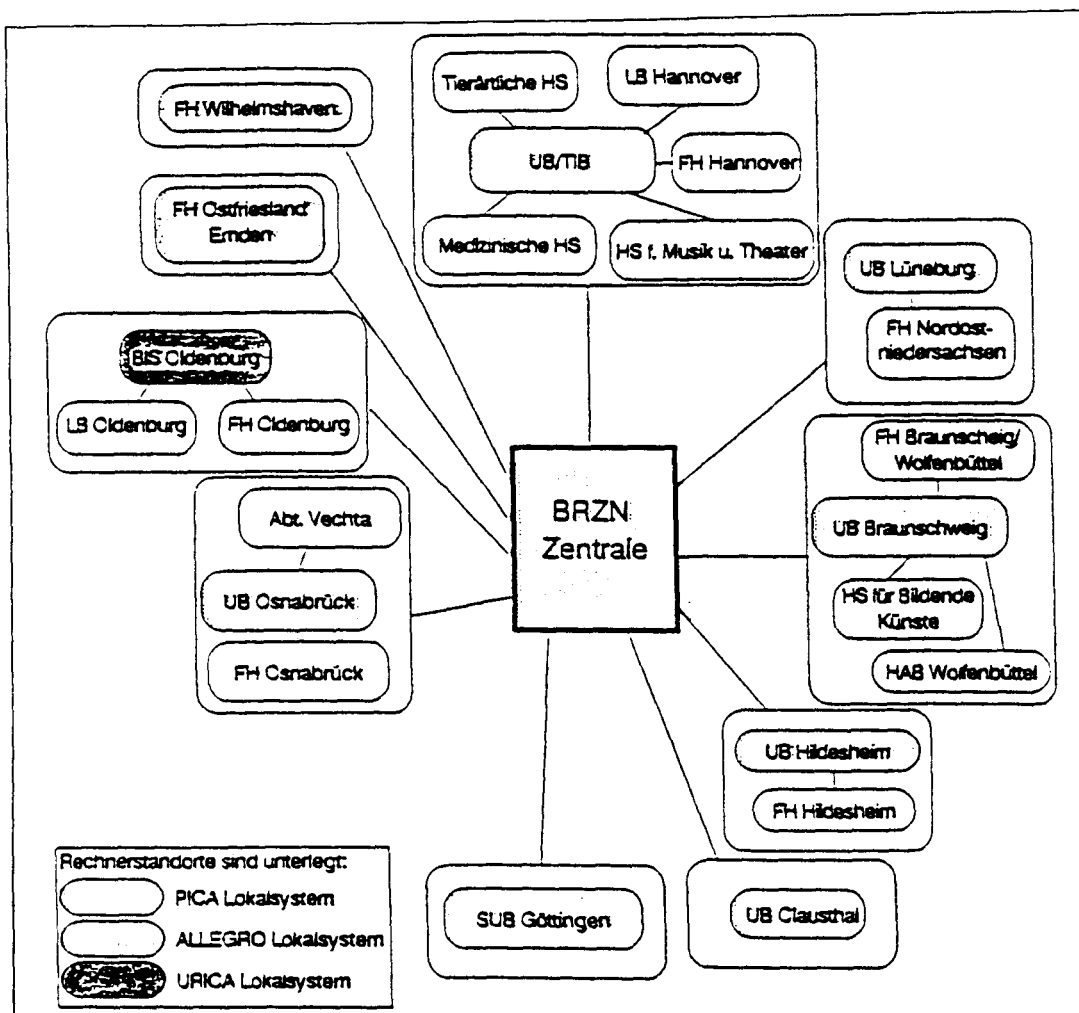 FH Wilhelmshaven
FH Ostfriesland/
Emden
BIS Oldenburg
LB Oldenburg
FH Oldenburg
Abt. Vechta
UB Osnabrück
FH Osnabrück
Tierärtliche HS
LB Hannover
UB/TIB
FH Hannover
Medizinische HS
HS f. Musik u. Theater
UB Lüneburg
FH Nordost-
niedersachsen
BRZN
Zentrale
FH Braunscheig/
Wolfenbüttel
UB Braunschweig
HS für Bildende
Künste
HAB Wolfenbüttel
UB Hildesheim
FH Hildesheim
UB Clausthal
SUB Göttingen
Rechnerstandorte sind unterlegt:
PICA Lokalsystem
ALLEGRO Lokalsystem
URICA Lokalsystem